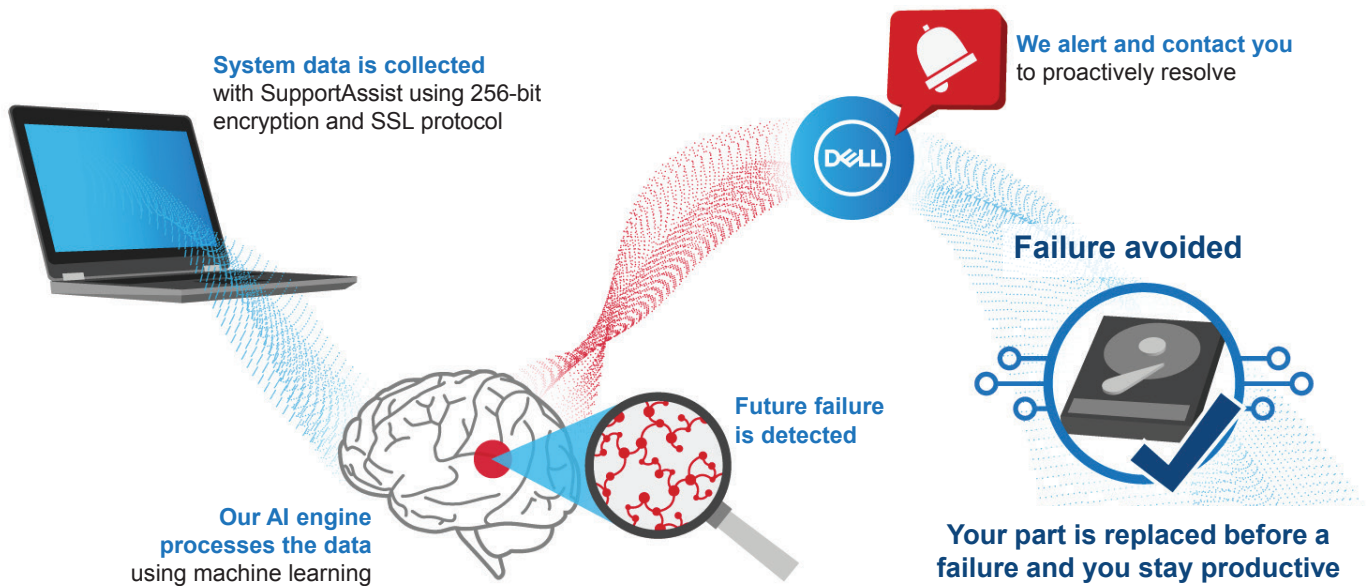 System data is collected
with SupportAssist using 256-bit
encryption and SSL protocol
Our AI engine
processes the data
using machine learning
Future failure
is detected
DELL
We alert and contact you
to proactively resolve
Failure avoided
Your part is replaced before a
failure and you stay productive